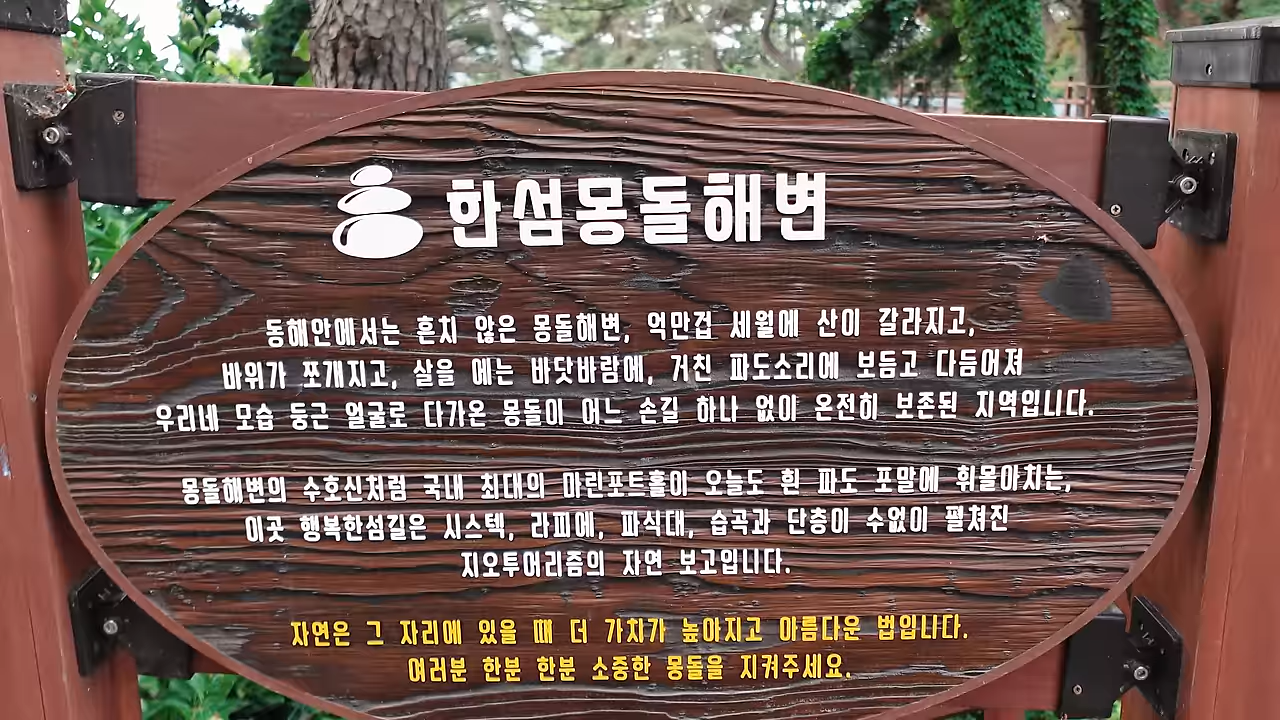 한섬몽돌해변
동해안에서는 흔치 않은 몽돌해변, 억만겁 세월에 산이 갈라지고,
바위가 쪼개지고, 살을 에는 바닷바람에, 거친 파도소리에 보듬고 다듬어져
우리네 모습 둥근 얼굴로 다가온 몽돌이 어느 손길 하나 없이 온전히 보존된 지역입니다.
몽돌해변의 수호신처럼 국내 최대의 마린포트홀이 오늘도 흰 파도 포말에 휘몰아치는,
이곳 행복한섬길은 시스텍, 라피에, 파식대, 습곡과 단층이 수없이 펼쳐진
지오투어리즘의 자연 보고입니다.
자연은 그 자리에 있을 때 더 가치가 높아지고 아름다운 법입니다.
여러분 한분 한분 소중한 몽돌을 지켜주세요.